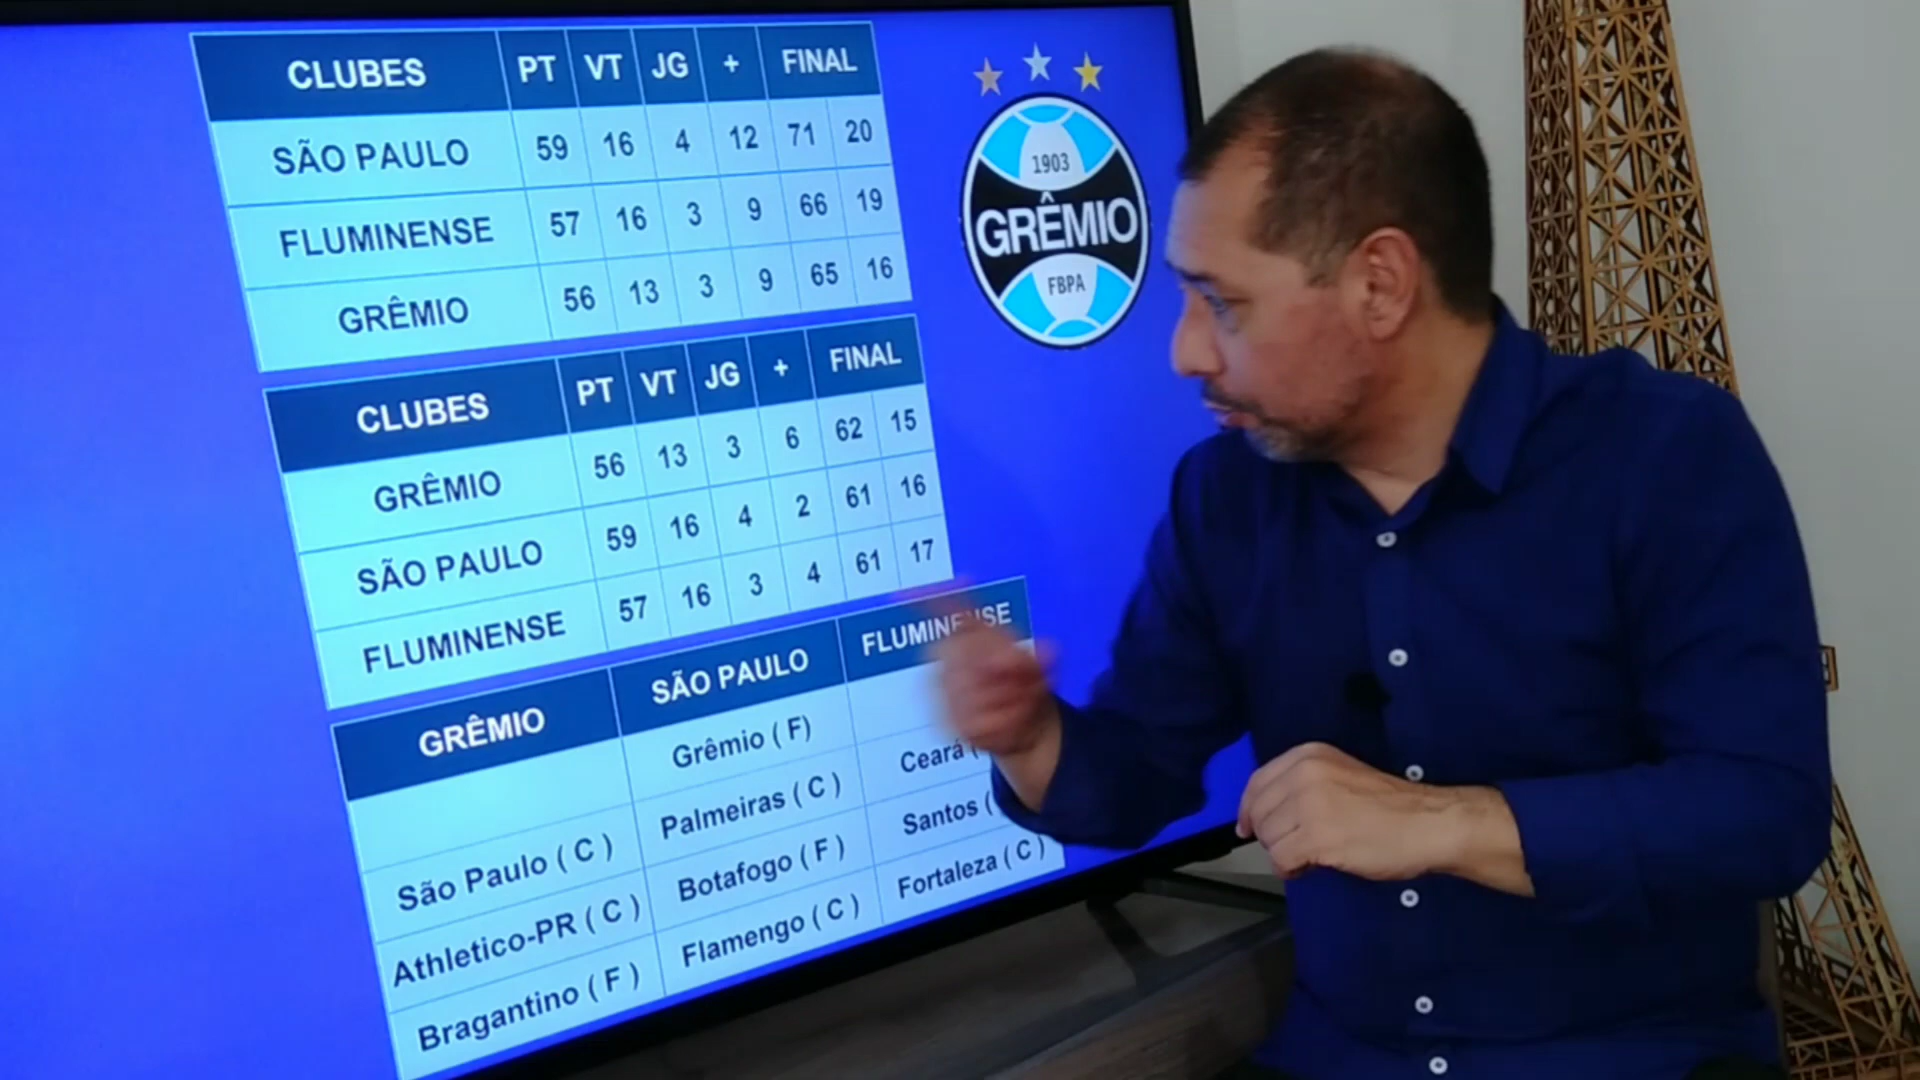 CLUBES PT VT JG + FINAL
SÃO PAULO 59 16 4 12 71 20
FLUMINENSE 57 16 3 9 66 19
GRÊMIO 56 13 3 9 65 16
1903
GRÊMIO
FBPA
CLUBES PT VT JG + FINAL
GRÊMIO 56 13 3 6 62 15
SÃO PAULO 59 16 4 2 61 16
FLUMINENSE 57 16 3 4 61 17
GRÊMIO SÃO PAULO FLUMINENSE
Grêmio ( F)
São Paulo ( C ) Palmeiras ( C ) Ceará (
Athletico-PR ( C ) Botafogo ( F ) Santos (
Bragantino ( F ) Flamengo ( C ) Fortaleza ( C )